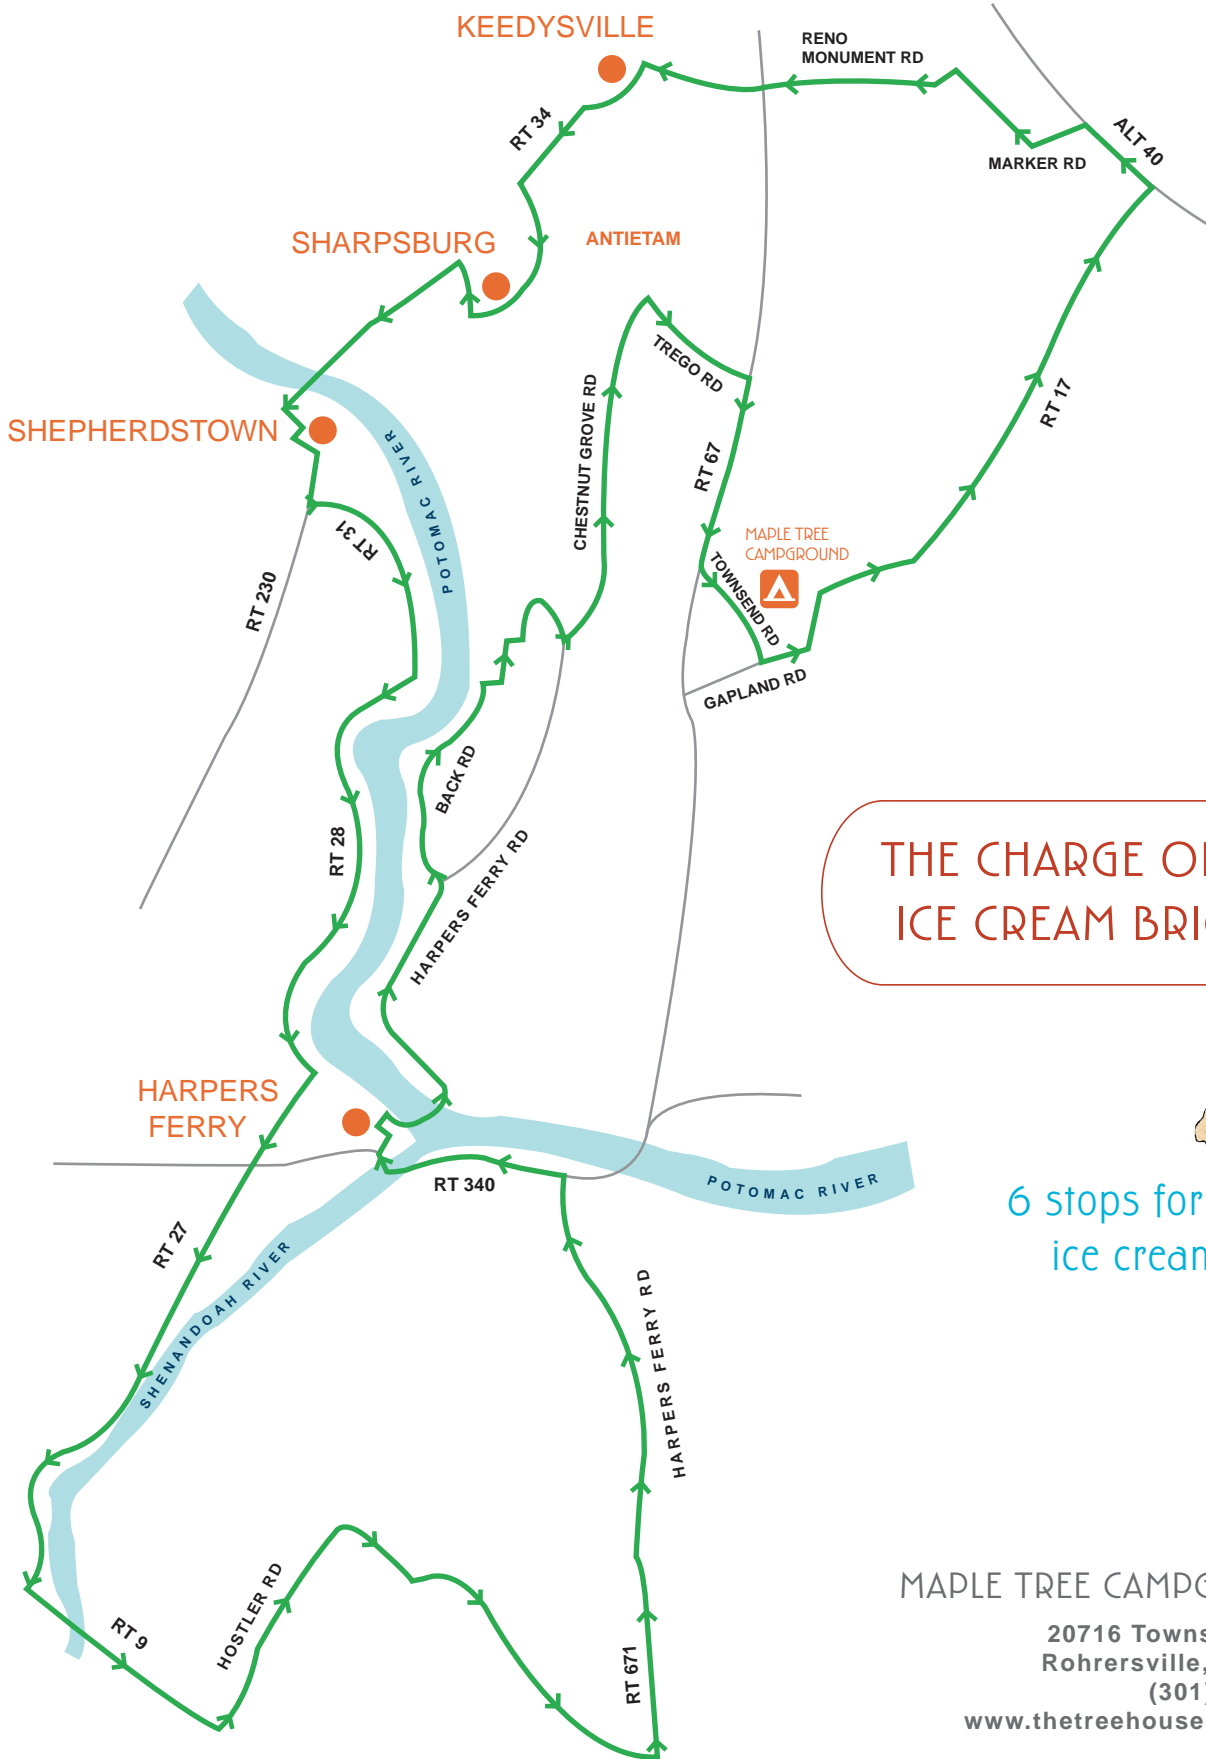 KEEDYSVILLE
RENO
MONUMENT RD
RT 34
ALT 40
MARKER RD
SHARPSBURG
ANTIETAM
TREGO RD
CHESTNUT GROVE RD
RT 17
SHEPHERDSTOWN
POTOMAC RIVER
RT 67
RT 31
MAPLE TREE
CAMPGROUND
TOWNSEND RD
RT 230
GAPLAND RD
BACK RD
RT 28
HARPERS FERRY RD
THE CHARGE O
ICE CREAM BRI
HARPERS
FERRY
RT 340
POTOMAC RIVER
6 stops for
ice crea
RT 27
SHENANDOAH RIVER
HARPERS FERRY RD
HOSTLER RD
RT 9
RT 671
MAPLE TREE CAMPG
20716 Towns
Rohrersville,
(301)
www.thetreehouse